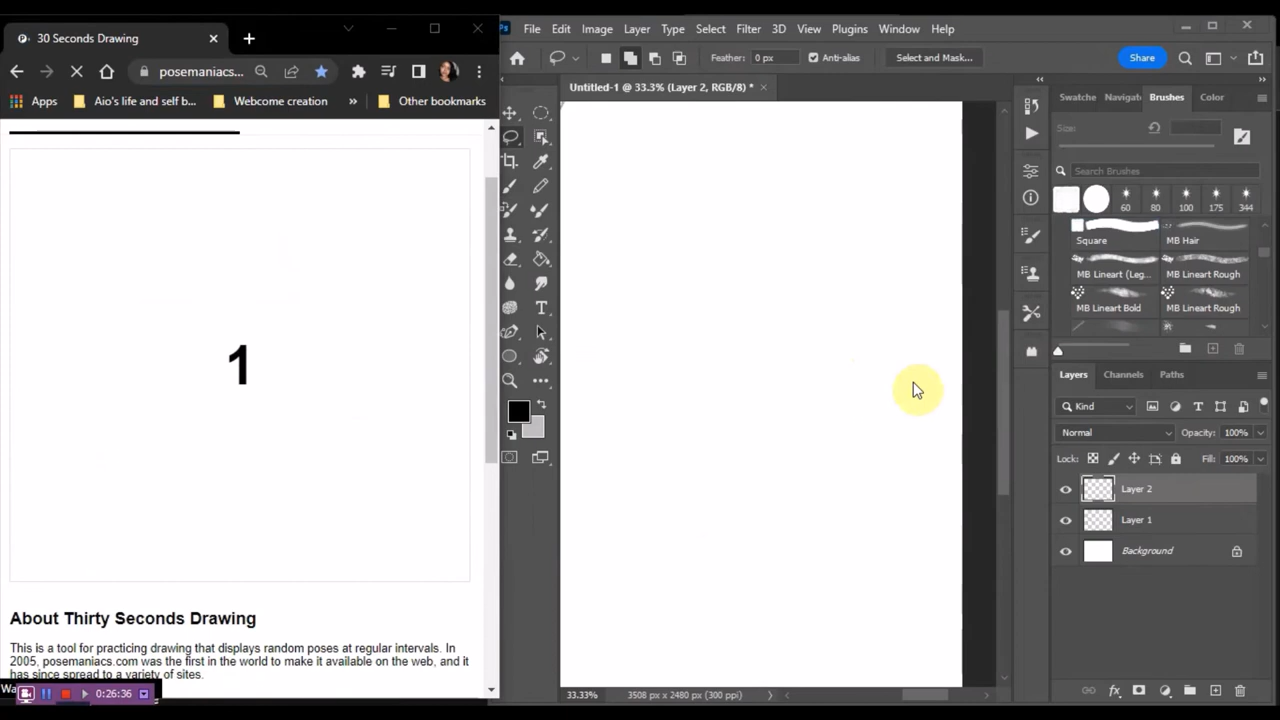 30 Seconds Drawing
posemaniacs...
Apps
Aio's life and self b...
Webcome creation
»
Other bookmarks
1
About Thirty Seconds Drawing
This is a tool for practicing drawing that displays random poses at regular intervals. In
2005, posemaniacs.com was the first in the world to make it available on the web, and it
has since spread to a variety of sites.
0:26:36
File Edit Image Layer Type Select Filter 3D View Plugins Window Help
Feather: 0 px Anti-alias Select and Mask... Share
Untitled-1 @ 33.3% (Layer 2, RGB/8) *
33.33% 3508 px x 2480 px (300 ppi)
Swatche Navigat Brushes Color
Size:
Search Brushes
60 80 100 175 344
Square MB Hair
MB Lineart (Leg... MB Lineart Rough
MB Lineart Bold MB Lineart Rough
Layers Channels Paths
Kind
Normal Opacity: 100%
Lock: Fill: 100%
Layer 2
Layer 1
Background